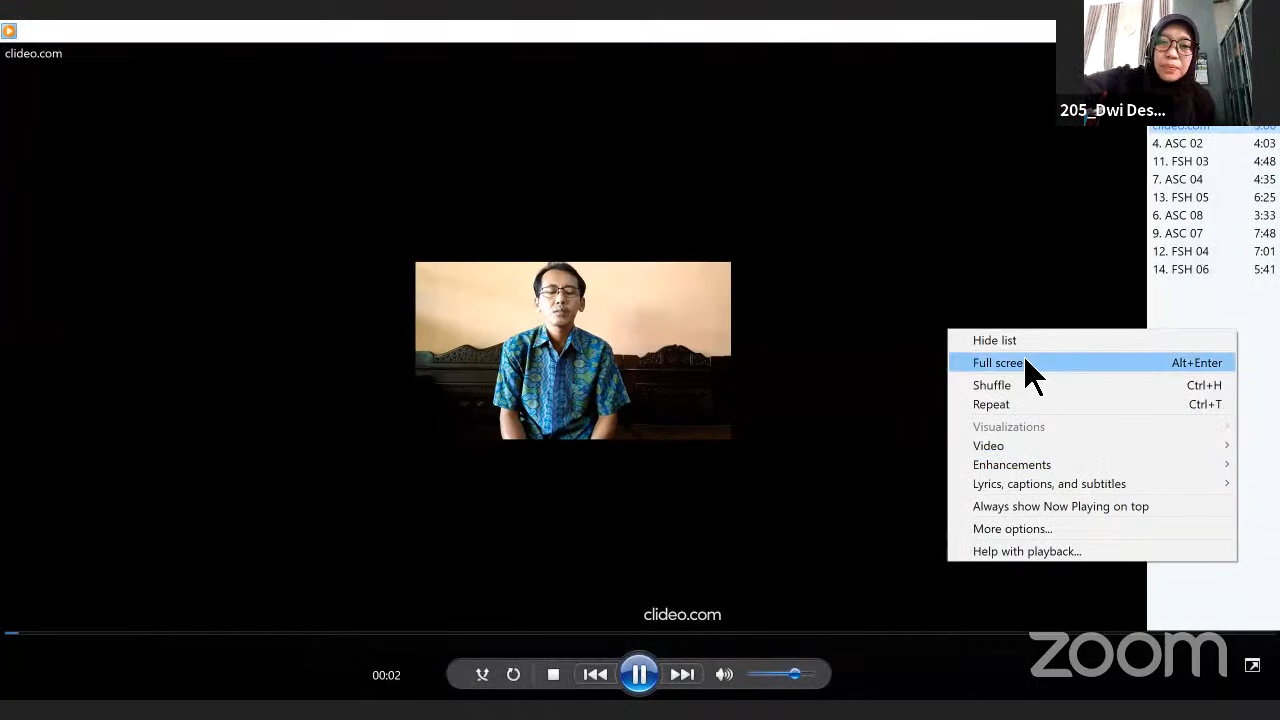 clideo.com
205_Dwi Des...
clideo.com 5:00
4. ASC 02 4:03
11. FSH 03 4:48
7. ASC 04 4:35
13. FSH 05 6:25
6. ASC 08 3:33
9. ASC 07 7:48
12. FSH 04 7:01
14. FSH 06 5:41
Hide list
Full scree Alt+Enter
Shuffle Ctrl+H
Repeat Ctrl+T
Visualizations
Video
Enhancements
Lyrics, captions, and subtitles
Always show Now Playing on top
More options...
Help with playback...
clideo.com
00:02
zoom